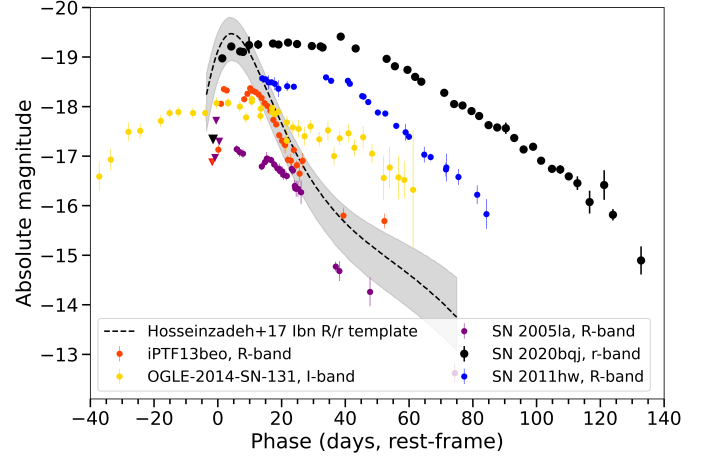 −20
−19
−18
−17
−16
−15
−14
−13
Absolute magnitude
Hosseinzadeh+17 Ibn R/r template
iPTF13beo, R-band
OGLE-2014-SN-131, I-band
SN 2005la, R-band
SN 2020bqj, r-band
SN 2011hw, R-band
−40 −20 0 20 40 60 80 100 120 140
Phase (days, rest-frame)